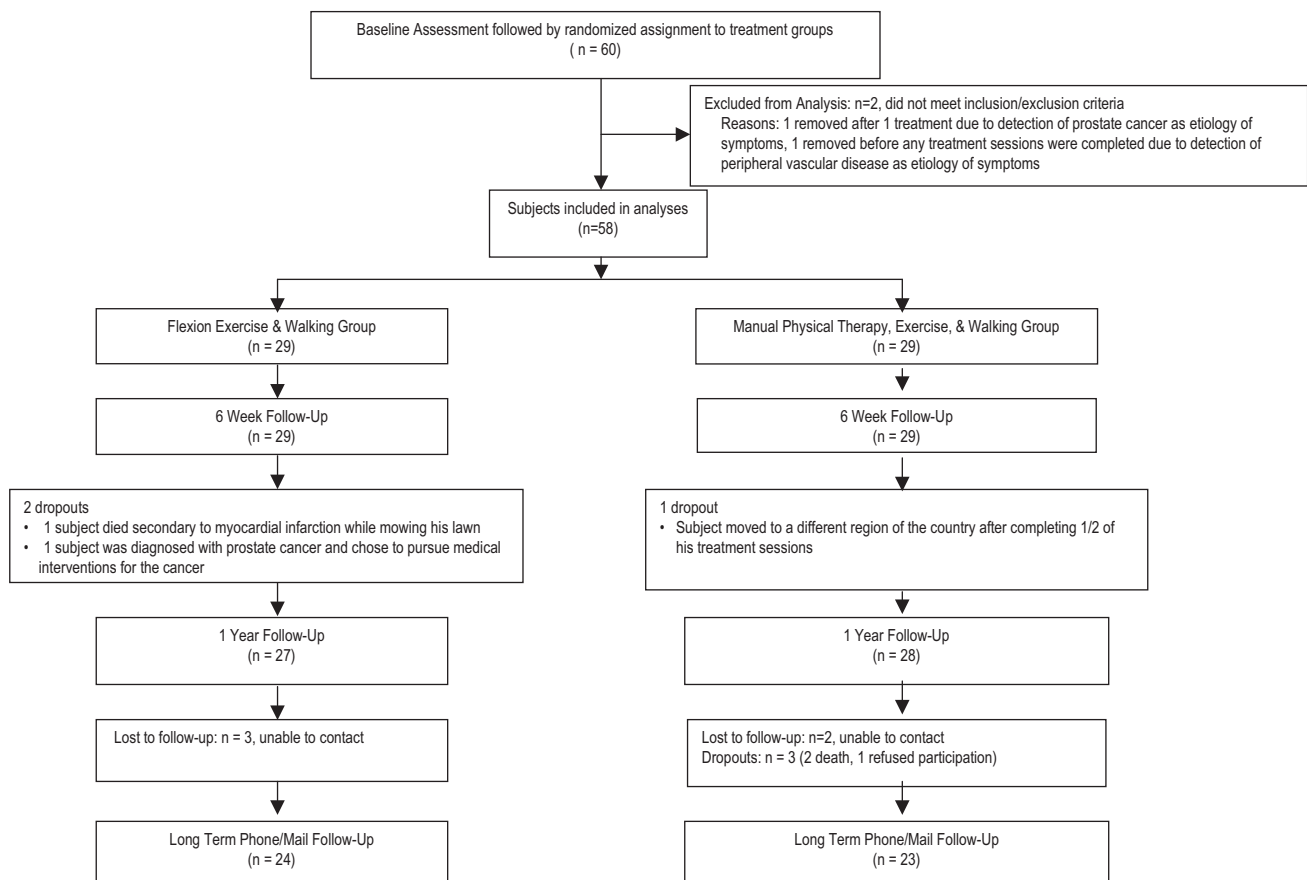 Baseline Assessment followed by randomized assignment to treatment groups
( n = 60)
Excluded from Analysis: n=2, did not meet inclusion/exclusion criteria
Reasons: 1 removed after 1 treatment due to detection of prostate cancer as etiology of
symptoms, 1 removed before any treatment sessions were completed due to detection of
peripheral vascular disease as etiology of symptoms
Subjects included in analyses
(n=58)
Flexion Exercise & Walking Group
(n = 29)
Manual Physical Therapy, Exercise, & Walking Group
(n = 29)
6 Week Follow-Up
(n = 29)
6 Week Follow-Up
(n = 29)
2 dropouts
• 1 subject died secondary to myocardial infarction while mowing his lawn
• 1 subject was diagnosed with prostate cancer and chose to pursue medical
interventions for the cancer
1 dropout
• Subject moved to a different region of the country after completing 1/2 of
his treatment sessions
1 Year Follow-Up
(n = 27)
1 Year Follow-Up
(n = 28)
Lost to follow-up: n = 3, unable to contact
Lost to follow-up: n=2, unable to contact
Dropouts: n = 3 (2 death, 1 refused participation)
Long Term Phone/Mail Follow-Up
(n = 24)
Long Term Phone/Mail Follow-Up
(n = 23)